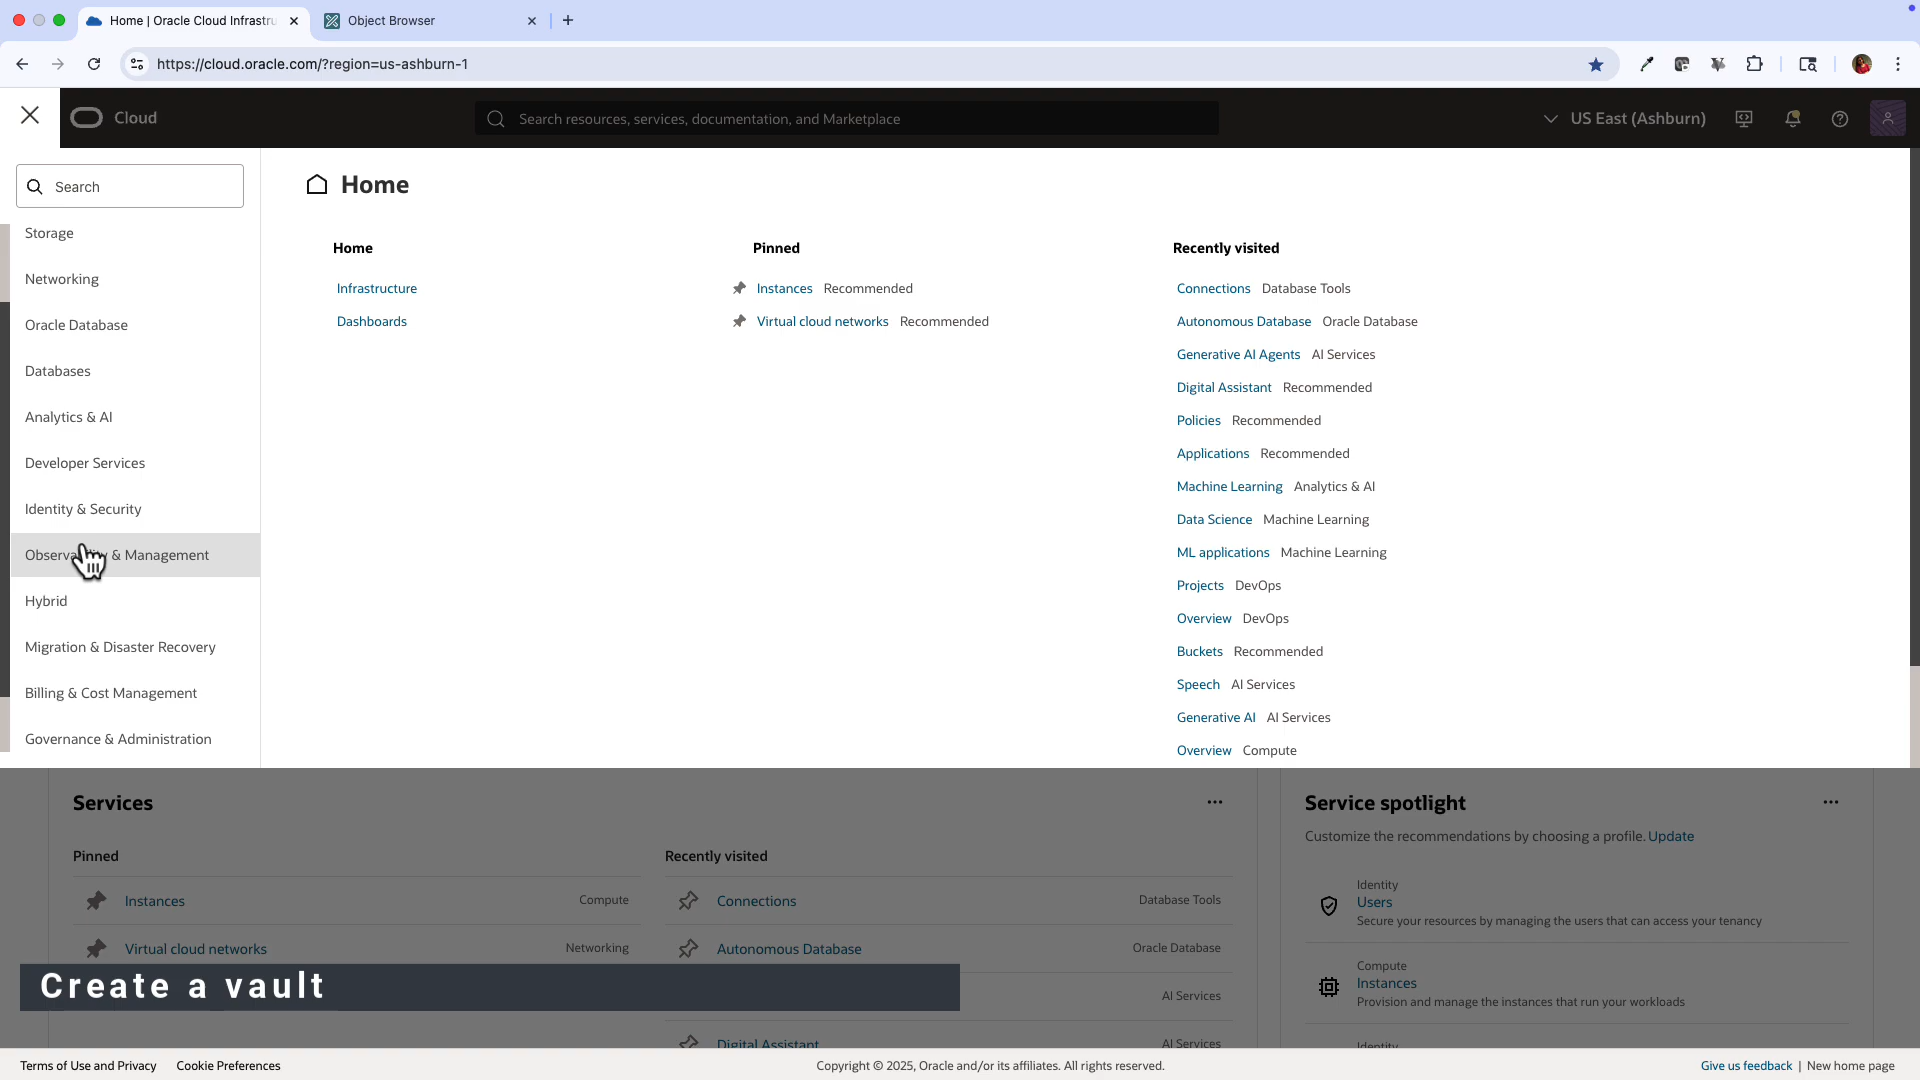 Home | Oracle Cloud Infrastru
Object Browser
https://cloud.oracle.com/?region=us-ashburn-1
Cloud
Search resources, services, documentation, and Marketplace
US East (Ashburn)
Search
Storage
Networking
Oracle Database
Databases
Analytics & AI
Developer Services
Identity & Security
Observability & Management
Hybrid
Migration & Disaster Recovery
Billing & Cost Management
Governance & Administration
Home
Home
Infrastructure
Dashboards
Pinned
Instances Recommended
Virtual cloud networks Recommended
Recently visited
Connections Database Tools
Autonomous Database Oracle Database
Generative AI Agents AI Services
Digital Assistant Recommended
Policies Recommended
Applications Recommended
Machine Learning Analytics & AI
Data Science Machine Learning
ML applications Machine Learning
Projects DevOps
Overview DevOps
Buckets Recommended
Speech AI Services
Generative AI AI Services
Overview Compute
Services
Pinned
Instances Compute
Virtual cloud networks Networking
Recently visited
Connections Database Tools
Autonomous Database Oracle Database
AI Services
Digital Assistant AI Services
Service spotlight
Customize the recommendations by choosing a profile. Update
Identity
Users
Secure your resources by managing the users that can access your tenancy
Compute
Instances
Provision and manage the instances that run your workloads
Identity
Create a vault
Terms of Use and Privacy Cookie Preferences
Copyright © 2025, Oracle and/or its affiliates. All rights reserved.
Give us feedback | New home page